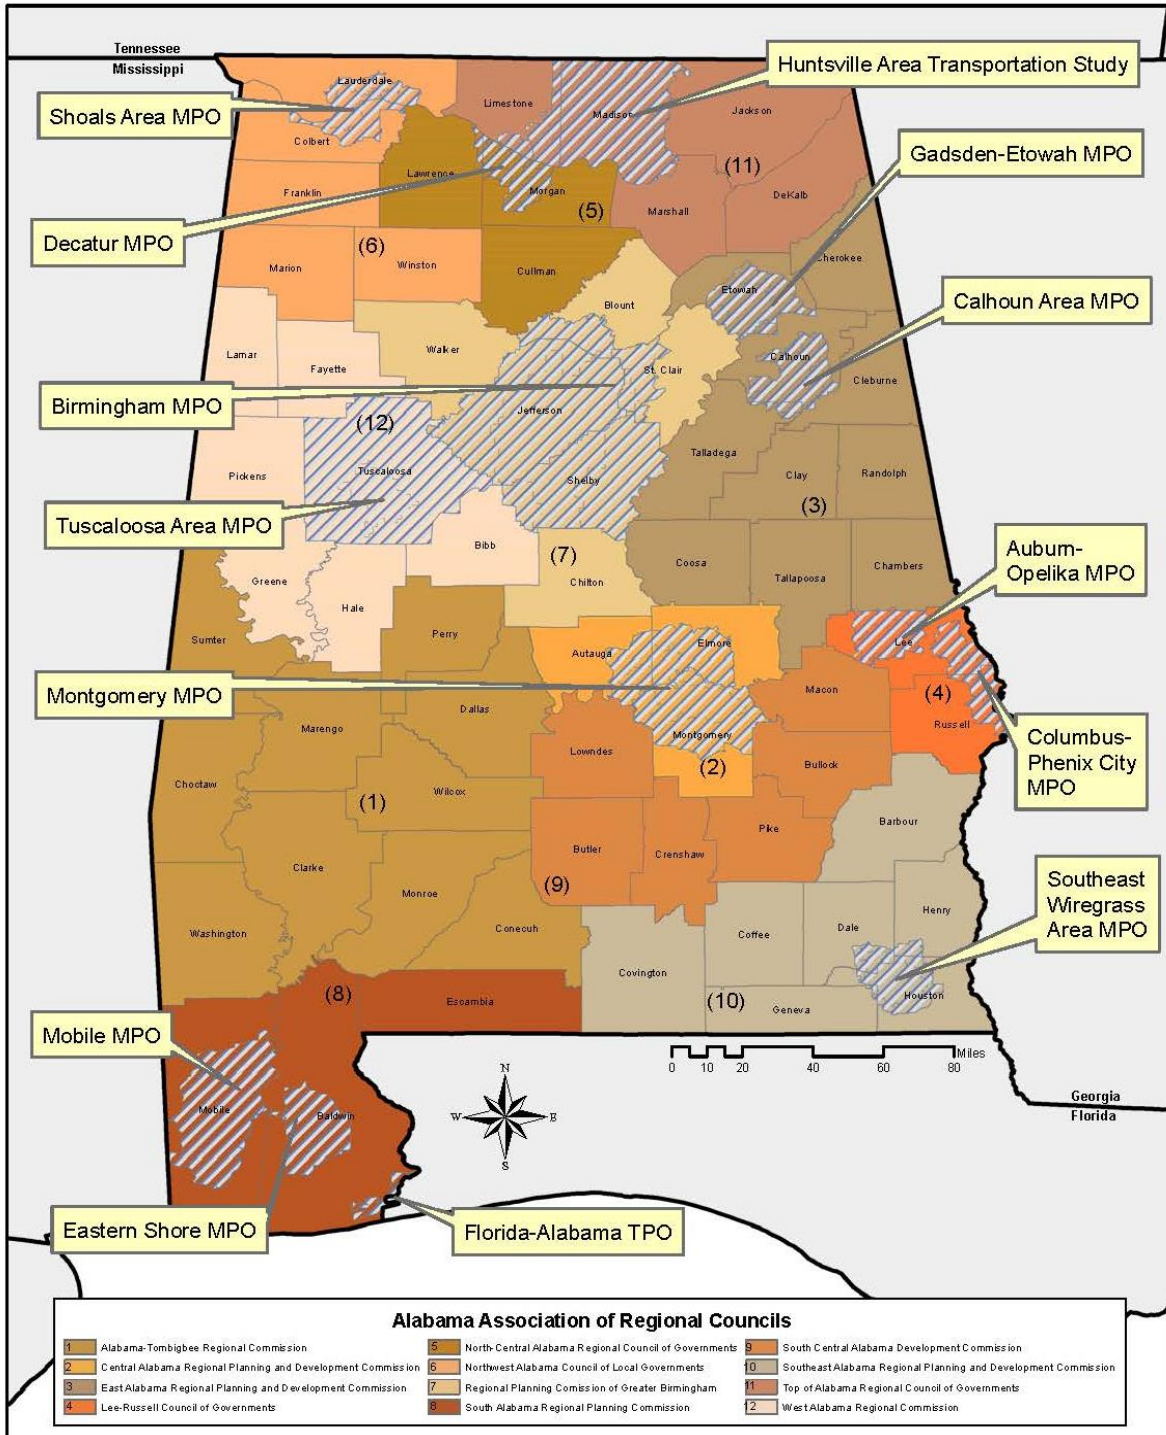 Tennessee
Mississippi
Huntsville Area Transportation Study
Lauderdale
Shoals Area MPO
Limestone
Madison
Jackson
Colbert
Gadsden-Etowah MPO
Lawrence
(11)
Franklin
Morgan
DeKalb
(5)
Marshall
Decatur MPO
(6)
Cherokee
Marion
Winston
Cullman
Etowah
Calhoun Area MPO
Blount
Walker
Lamar
Calhoun
Fayette
St. Clair
Cleburne
Birmingham MPO
Jefferson
(12)
Talladega
Tuscaloosa
Pickens
Clay
Randolph
Shelby
(3)
Tuscaloosa Area MPO
Bibb
(7)
Auburn-
Opelika MPO
Coosa
Chambers
Greene
Chilton
Tallapoosa
Hale
Perry
Sumter
Elmore
Lee
Autauga
Montgomery MPO
Macon
(4)
Dallas
Marengo
Russell
Montgomery
Columbus-
Phenix City
MPO
Lowndes
(2)
Bullock
Choctaw
Wilcox
(1)
Barbour
Pike
Butler
Crenshaw
Clarke
(9)
Monroe
Southeast
Wiregrass
Area MPO
Henry
Conecuh
Dale
Washington
Coffee
Covington
(8)
Escambia
(10)
Houston
Geneva
Mobile MPO
Miles
0 10 20 40 60 80
N
W E
S
Georgia
Florida
Mobile
Baldwin
Eastern Shore MPO
Florida-Alabama TPO
Alabama Association of Regional Councils
1 Alabama-Tombigbee Regional Commission
2 Central Alabama Regional Planning and Development Commission
3 East Alabama Regional Planning and Development Commission
4 Lee-Russell Council of Governments
5 North-Central Alabama Regional Council of Governments
6 Northwest Alabama Council of Local Governments
7 Regional Planning Comission of Greater Birmingham
8 South Alabama Regional Planning Commission
9 South Central Alabama Development Commission
10 Southeast Alabama Regional Planning and Development Commission
11 Top of Alabama Regional Council of Governments
12 West Alabama Regional Commission